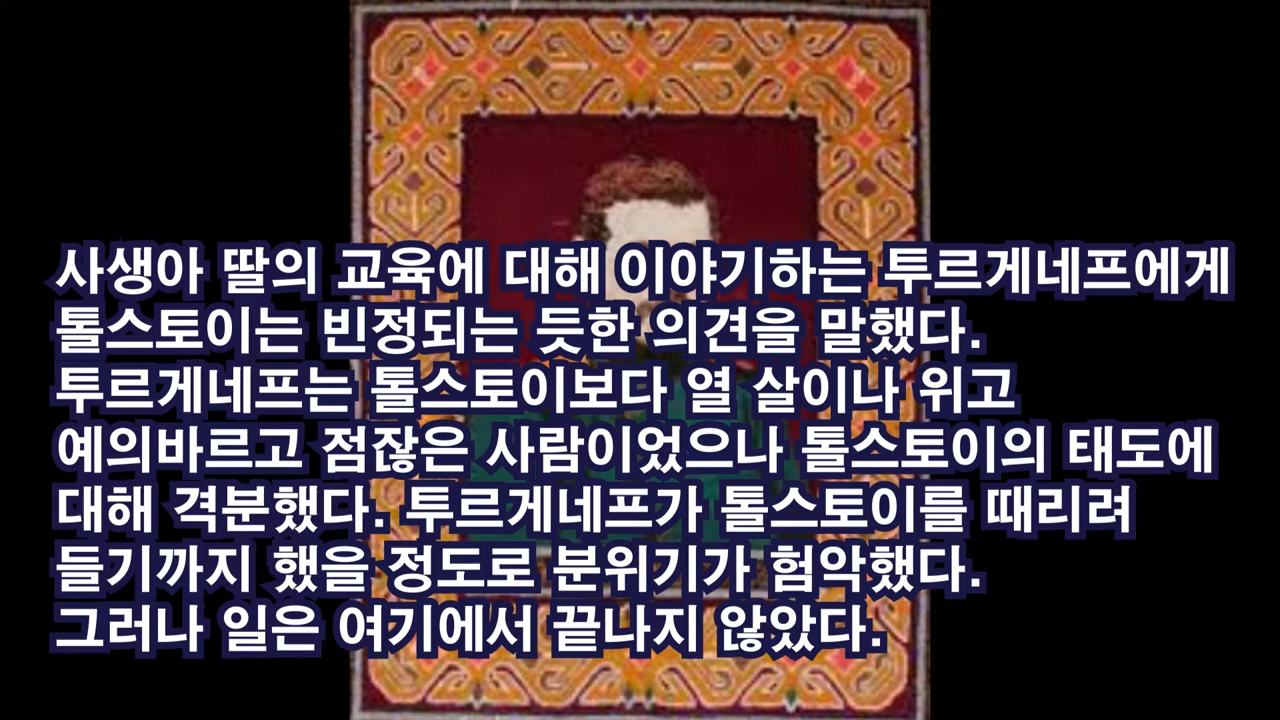 사생아 딸의 교육에 대해 이야기하는 투르게네프에게
톨스토이는 빈정되는 듯한 의견을 말했다.
투르게네프는 톨스토이보다 열 살이나 위고
예의바르고 점잖은 사람이었으나 톨스토이의 태도에
대해 격분했다. 투르게네프가 톨스토이를 때리려
들기까지 했을 정도로 분위기가 험악했다.
그러나 일은 여기에서 끝나지 않았다.